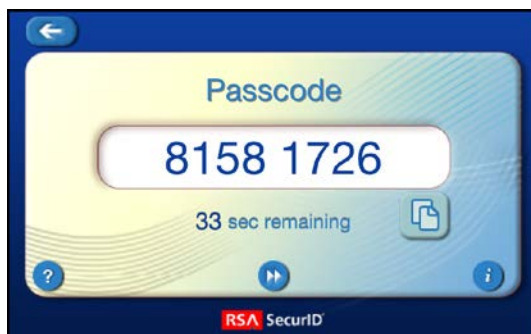 Passcode
8158 1726
33 sec remaining
?
i
RSA SecurID